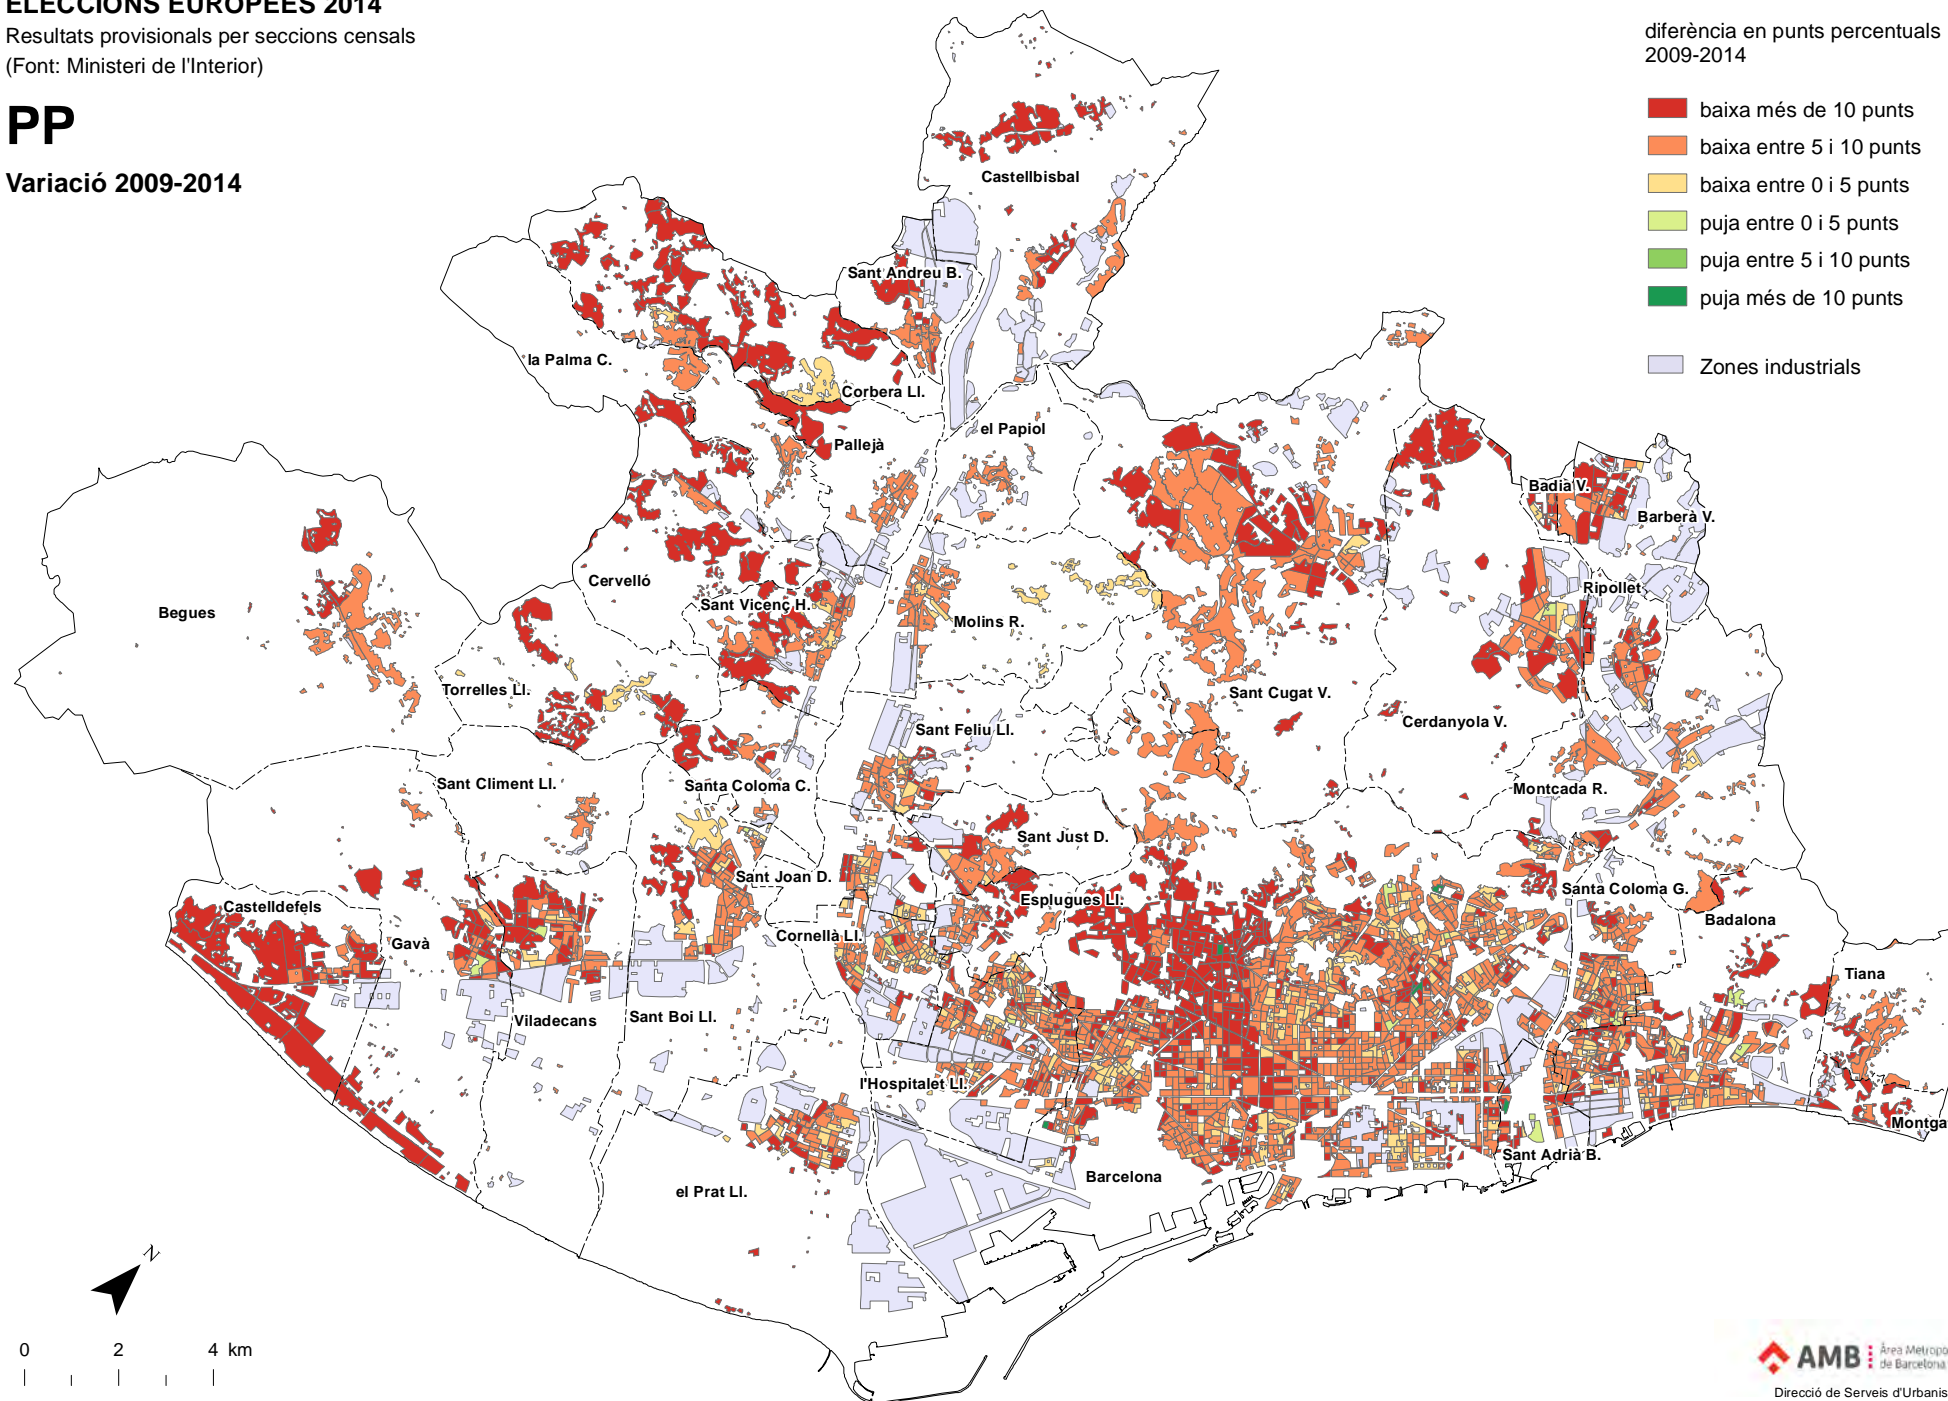 ELECCIONS EUROPEES 2014
Resultats provisionals per seccions censals
(Font: Ministeri de l'Interior)
PP
Variació 2009-2014
diferència en punts percentuals
2009-2014
baixa més de 10 punts
baixa entre 5 i 10 punts
baixa entre 0 i 5 punts
puja entre 0 i 5 punts
puja entre 5 i 10 punts
puja més de 10 punts
Zones industrials
Castellbisbal
Sant Andreu B.
la Palma C.
Corbera Ll.
el Papiol
Pallejà
Badia V.
Barberà V.
Cervelló
Ripollet
Begues
Sant Vicenç H.
Molins R.
Torrelles Ll.
Sant Cugat V.
Cerdanyola V.
Sant Feliu Ll.
Sant Climent Ll.
Santa Coloma C.
Montcada R.
Sant Just D.
Sant Joan D.
Santa Coloma G.
Esplugues Ll.
Castelldefels
Badalona
Cornellà Ll.
Gavà
Tiana
Viladecans
Sant Boi Ll.
l'Hospitalet Ll.
Montga
Sant Adrià B.
Barcelona
el Prat Ll.
N
0 2 4 km
AMB
Àrea Metropo
de Barcelona
Direcció de Serveis d'Urbanis